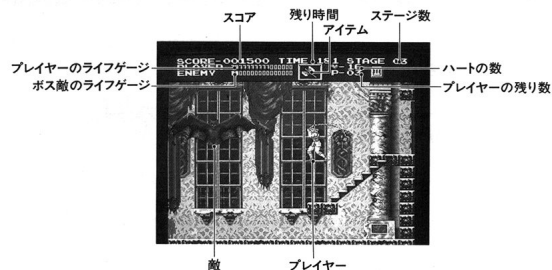 スコア
残り時間
ステージ数
アイテム
プレイヤーのライフゲージ
ボス敵のライフゲージ
ハートの数
プレイヤーの残り数
SCORE-001500 TIME 181 STAGE 03
PLAYER
ENEMY
P-03
敵
プレイヤー